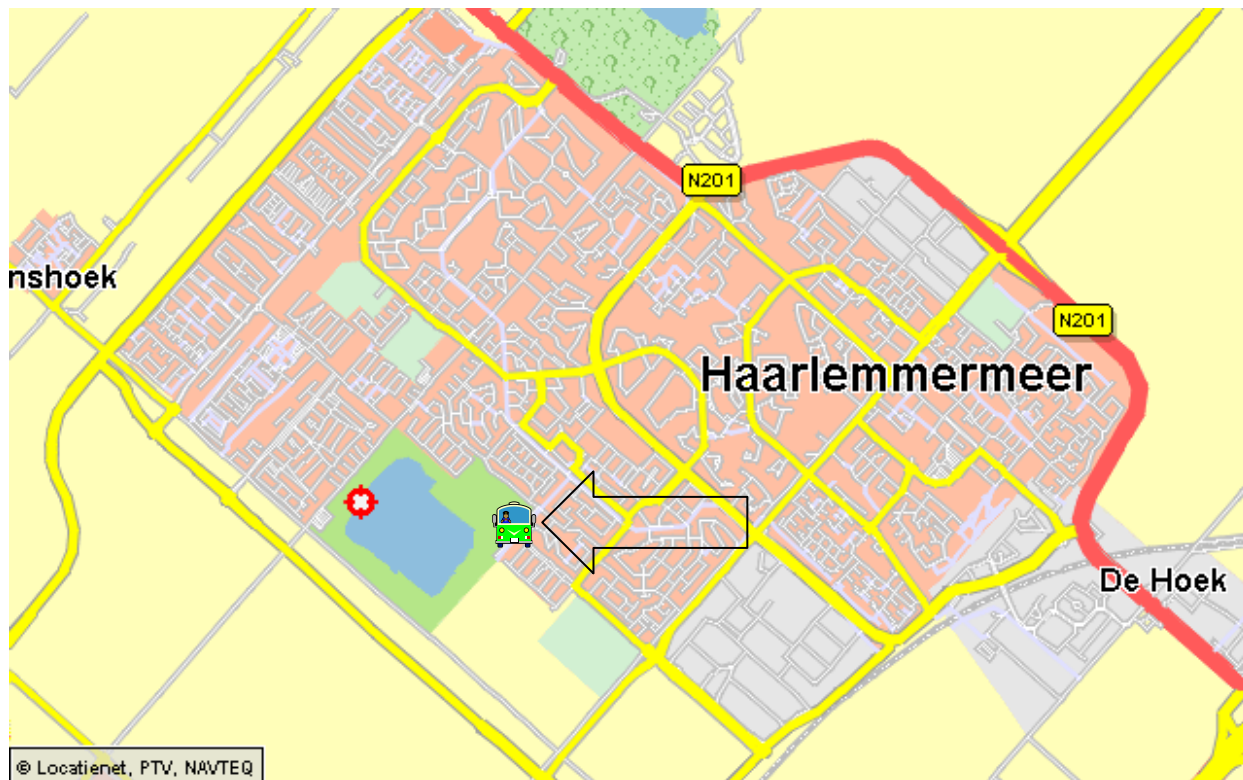 N201
nshoek
N201
Haarlemmermeer
De Hoek
© Locatienet, PTV, NAVTEQ